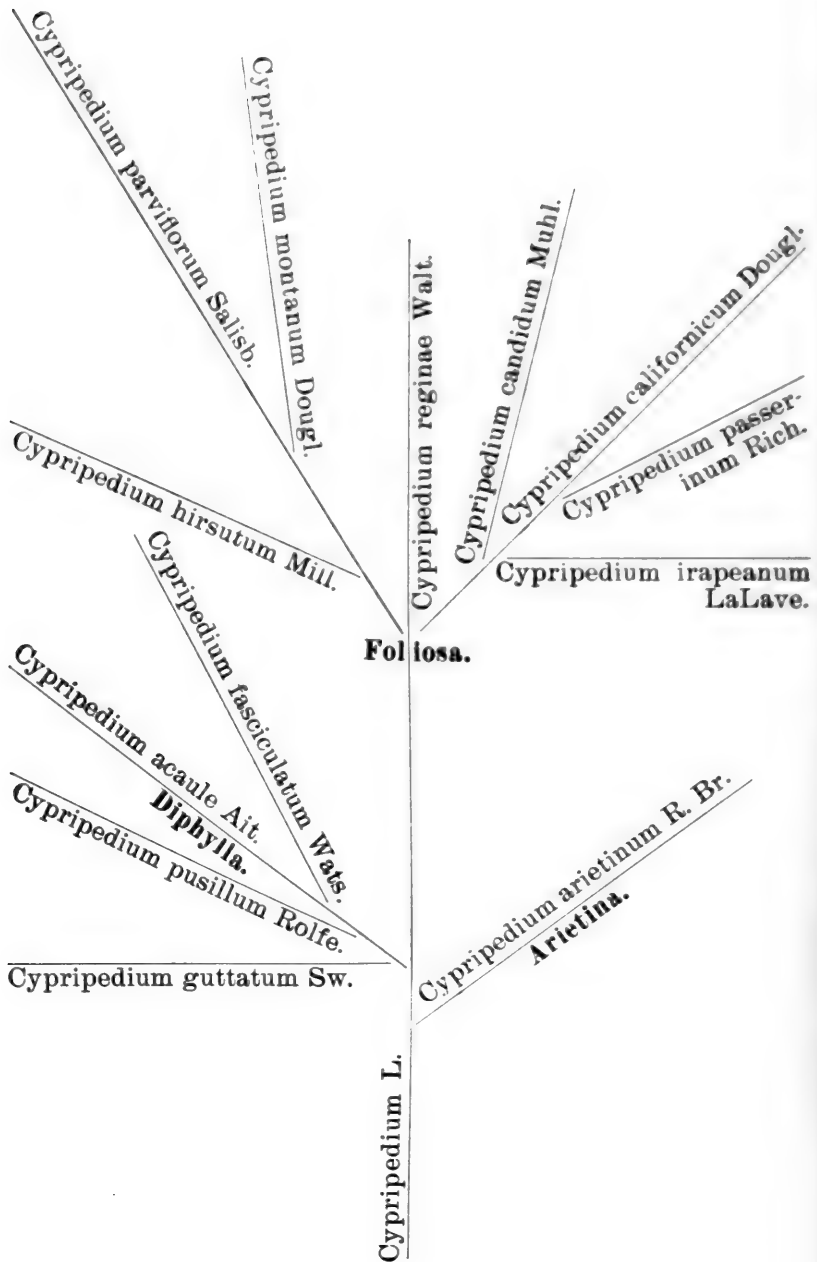 Cypripedium parviflorum Salisb.
Cypripedium montanum Dougl.
Cypripedium reginae Walt.
Cypripedium candidum Muhl.
Cypripedium californicum Dougl.
Cypripedium passer-
inum Rich.
Cypripedium hirsutum Mill.
Cypripedium irapeanum
LaLave.
Foliosa.
Cypripedium fasciculatum Wats.
Cypripedium acaule Ait.
Diphylla.
Cypripedium pusillum Rolfe.
Cypripedium guttatum Sw.
Cypripedium arietinum R. Br.
Arietina.
Cypripedium L.